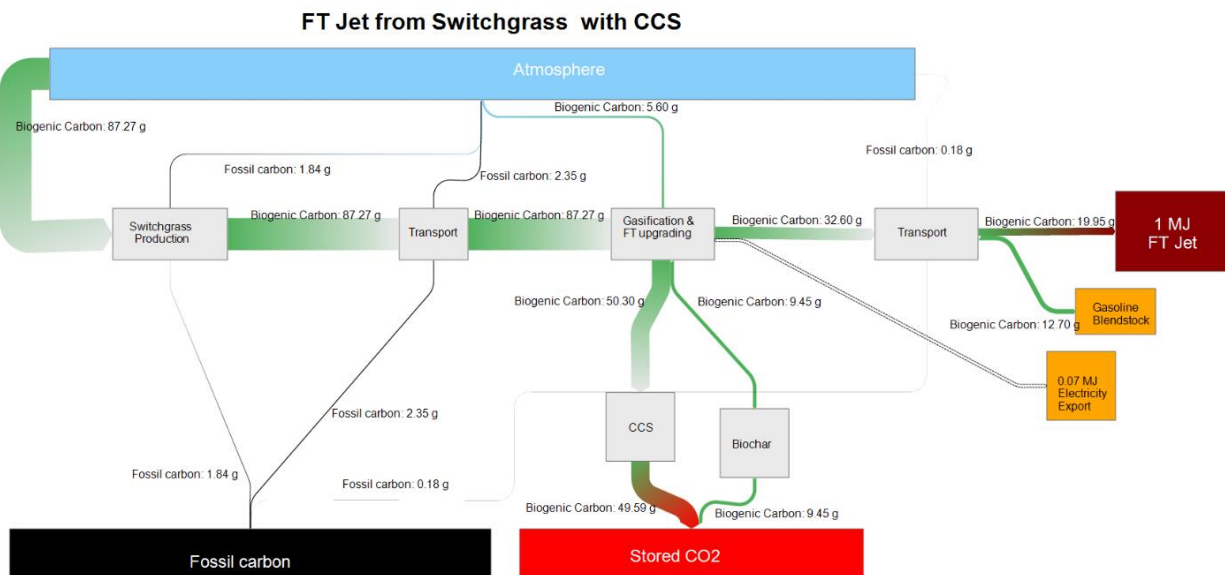 FT Jet from Switchgrass with CCS
Atmosphere
Biogenic Carbon: 5.60 g
Biogenic Carbon: 87.27 g
Fossil carbon: 0.18 g
Fossil carbon: 1.84 g
Fossil carbon: 2.35 g
Switchgrass
Production
Biogenic Carbon: 87.27 g
Transport
Biogenic Carbon: 87.27 g
Gasification &
FT upgrading
Biogenic Carbon: 32.60 g
Transport
Biogenic Carbon: 19.95 g
1 MJ
FT Jet
Biogenic Carbon: 50.30 g
Biogenic Carbon: 9.45 g
Gasoline
Blendstock
Biogenic Carbon: 12.70 g
0.07 MJ
Electricity
Export
Fossil carbon: 2.35 g
CCS
Biochar
Fossil carbon: 1.84 g
Fossil carbon: 0.18 g
Biogenic Carbon: 49.59 g
Biogenic Carbon: 9.45 g
Fossil carbon
Stored CO2